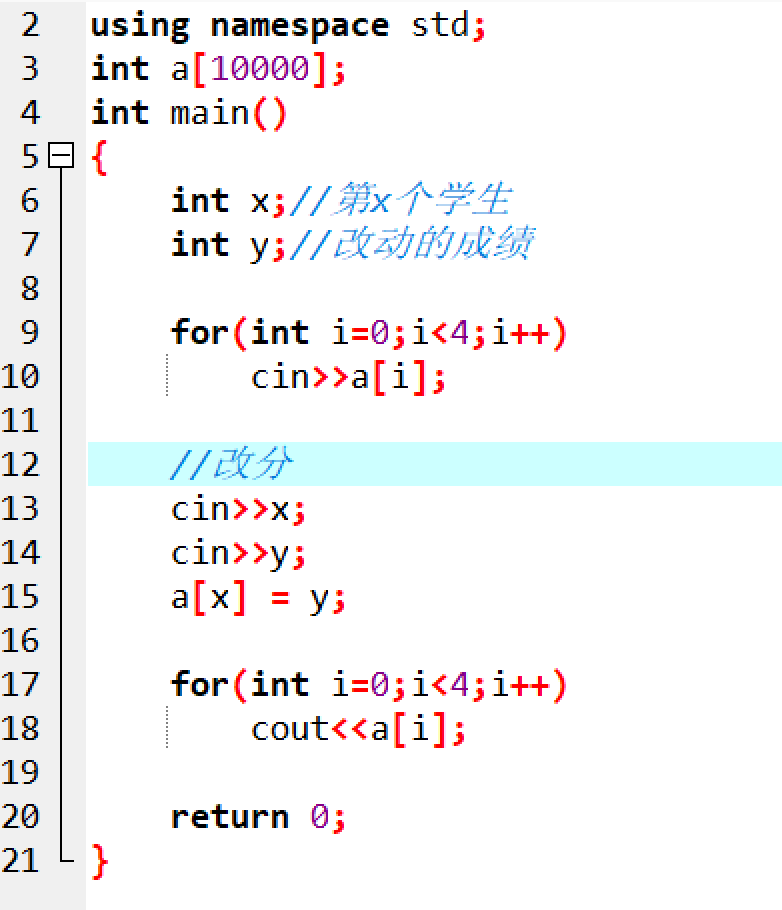 2 using namespace std;
3 int a[10000];
4 int main()
5 {
6 int x;//第x个学生
7 int y;//改动的成绩
8
9 for(int i=0;i<4;i++)
10 cin>>a[i];
11
12 //改分
13 cin>>x;
14 cin>>y;
15 a[x] = y;
16
17 for(int i=0;i<4;i++)
18 cout<<a[i];
19
20 return 0;
21 }